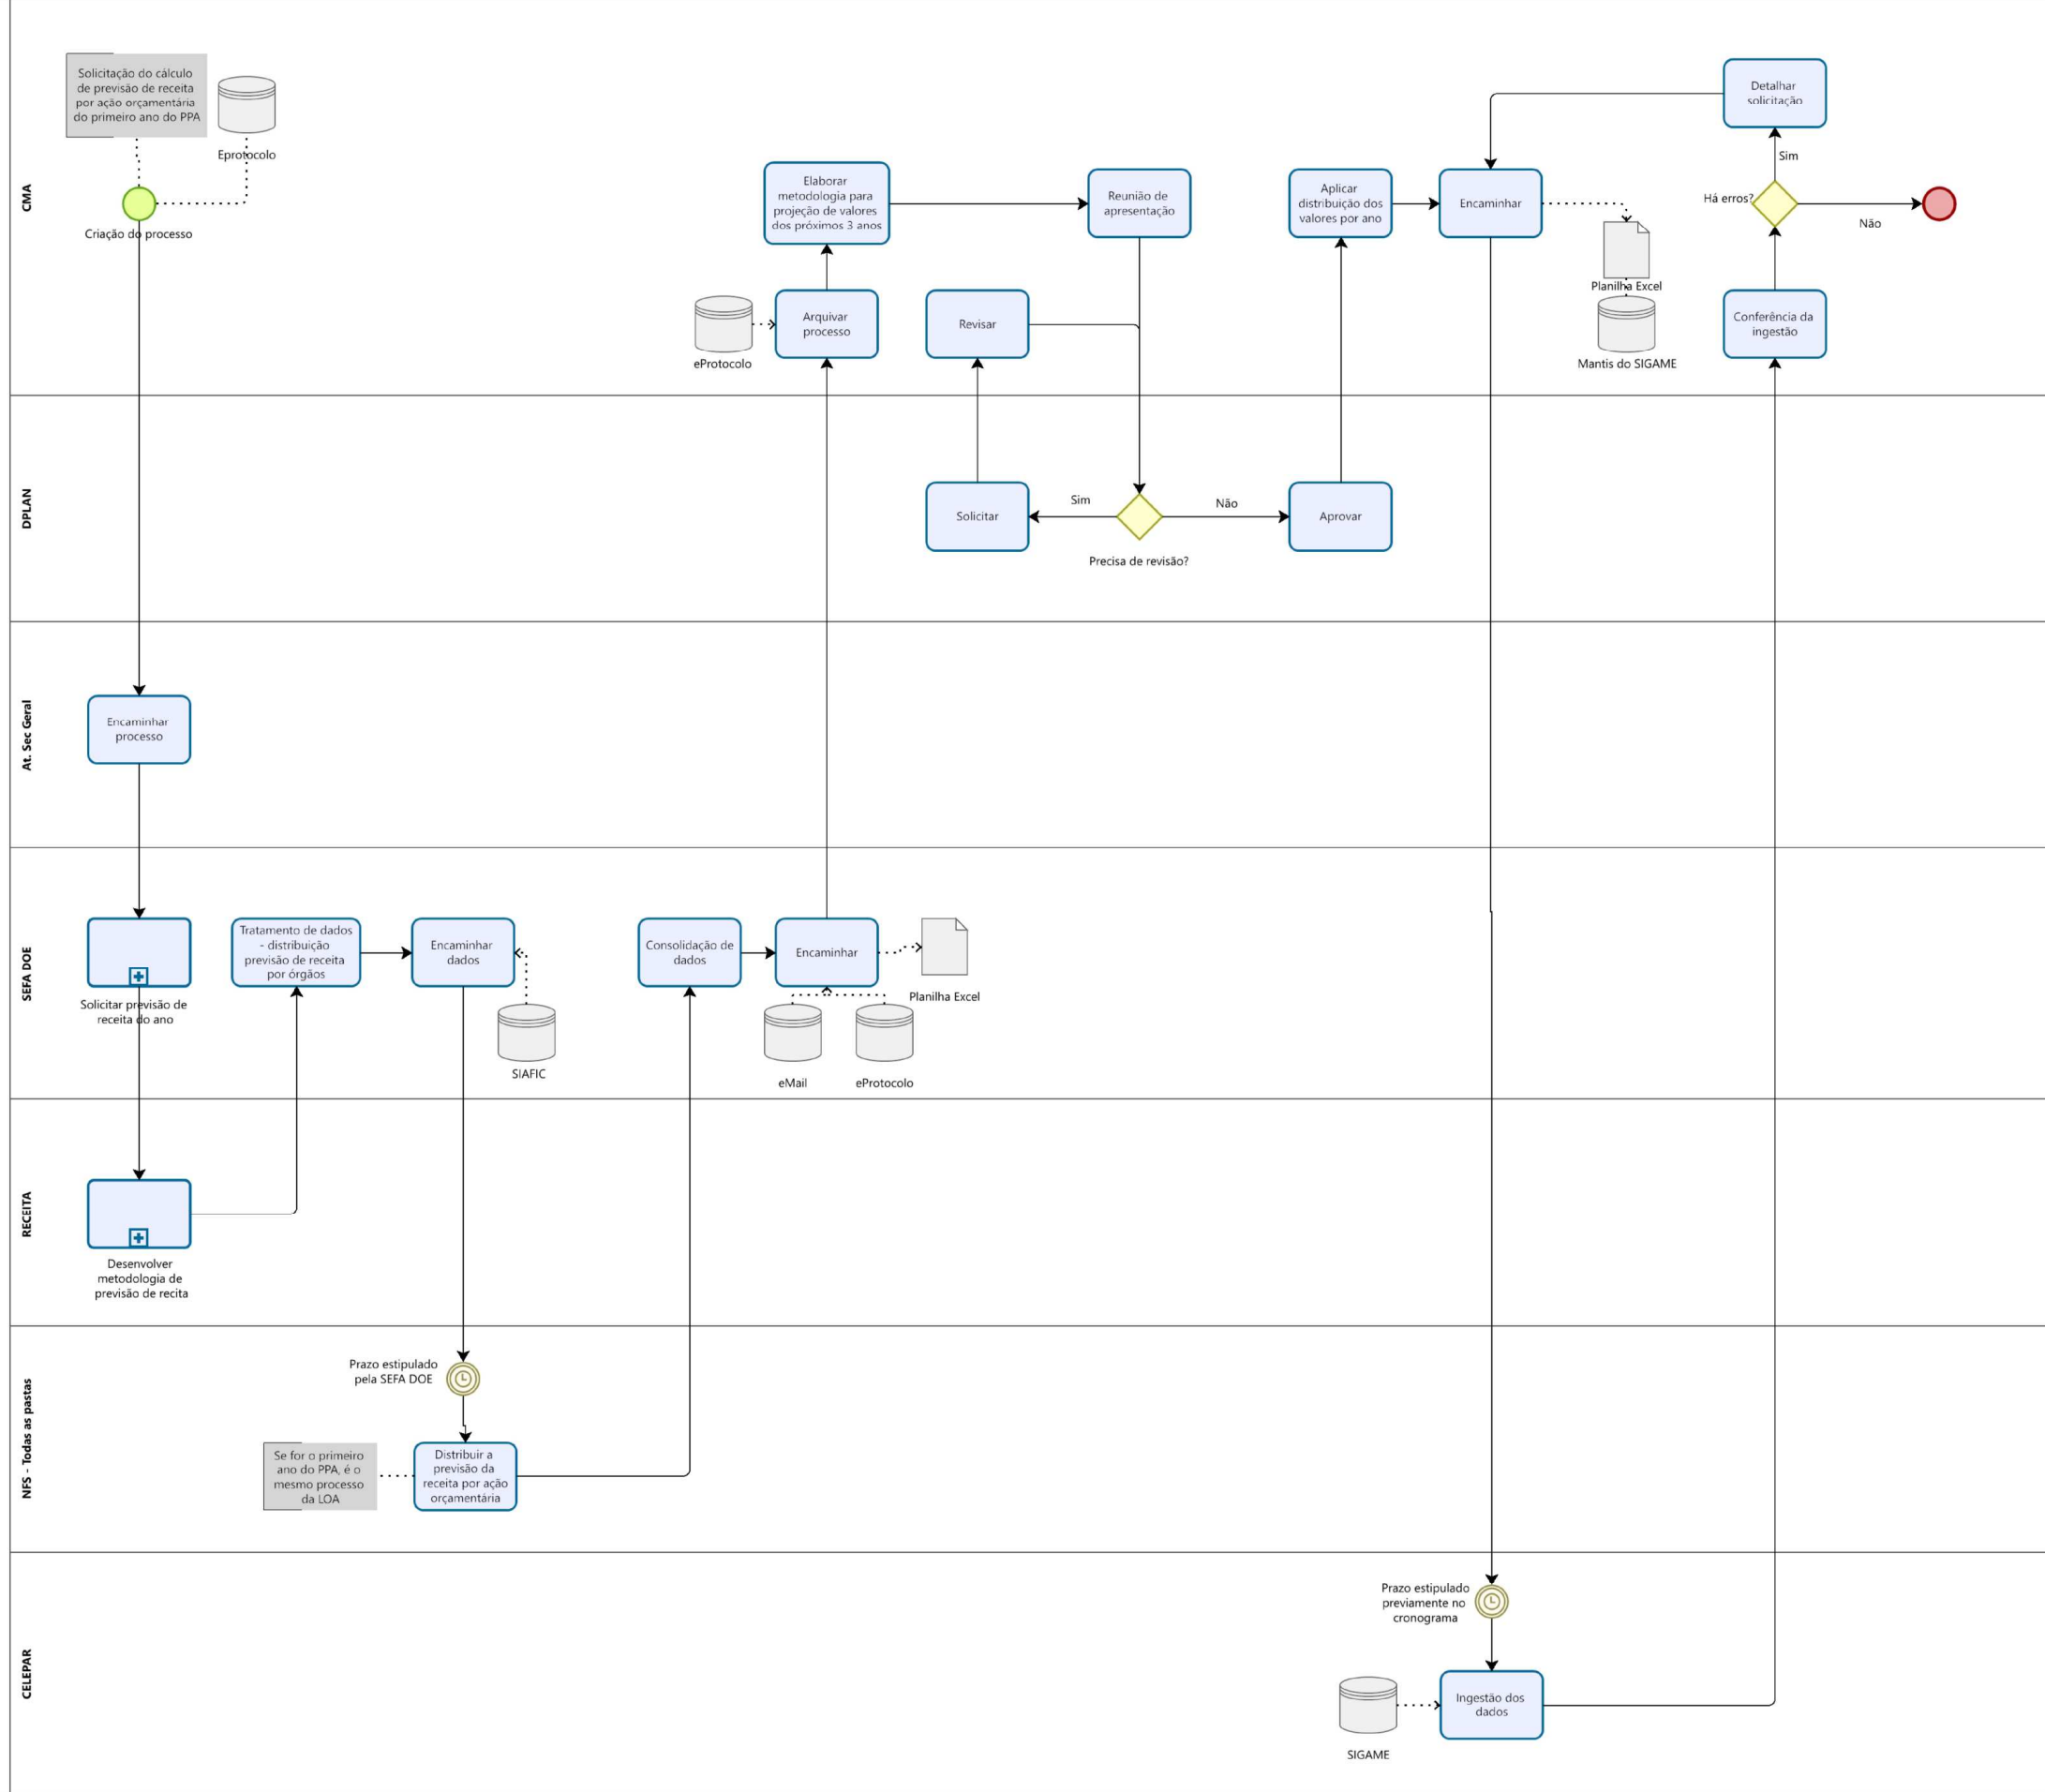 CMA
Solicitação do cálculo
de previsão de receita
por ação orçamentária
do primeiro ano do PPA
Eprotocolo
Criação do processo
Elaborar
metodologia para
projeção de valores
dos próximos 3 anos
Reunião de
apresentação
Aplicar
distribuição dos
valores por ano
Encaminhar
Detalhar
solicitação
Sim
Há erros?
Não
Planilha Excel
Mantis do SIGAME
Conferência da
ingestão
eProtocolo
Arquivar
processo
Revisar
DPLAN
Solicitar
Sim
Precisa de revisão?
Não
Aprovar
At. Sec Geral
Encaminhar
processo
SEFA DOE
Solicitar previsão de
receita do ano
Tratamento de dados
- distribuição
previsão de receita
por órgãos
Encaminhar
dados
SIAFIC
Consolidação de
dados
Encaminhar
Planilha Excel
eMail
eProtocolo
RECEITA
Desenvolver
metodologia de
previsão de recita
NFS - Todas as pastas
Prazo estipulado
pela SEFA DOE
Se for o primeiro
ano do PPA, é o
mesmo processo
da LOA
Distribuir a
previsão da
receita por ação
orçamentária
CELEPAR
Prazo estipulado
previamente no
cronograma
SIGAME
Ingestão dos
dados